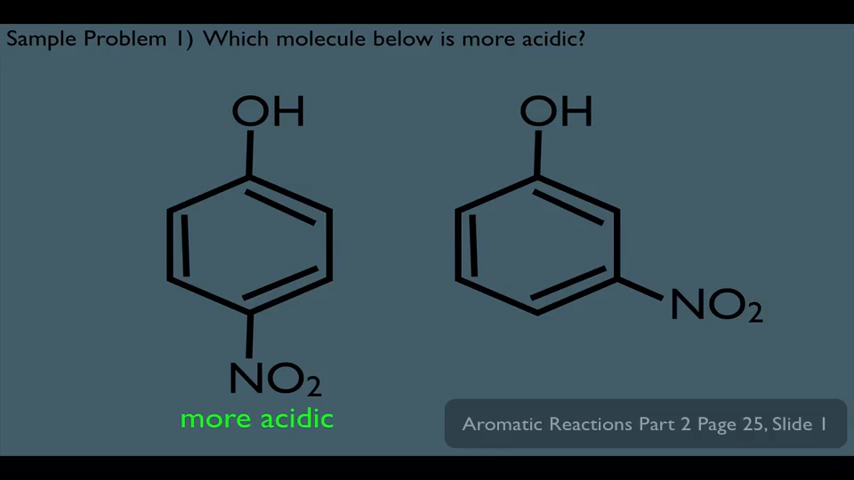 Sample Problem 1) Which molecule below is more acidic?
OH
OH
NO₂
NO₂
more acidic
Aromatic Reactions Part 2 Page 25, Slide 1